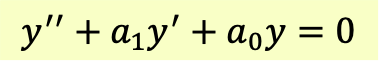 y'' + a₁y' + a₀y = 0